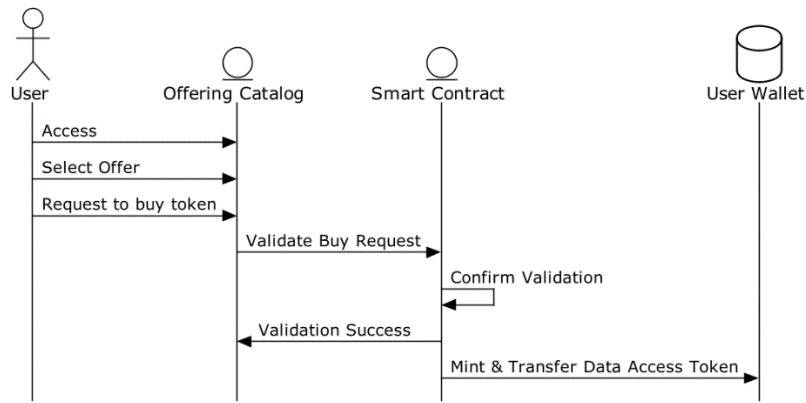 User
Offering Catalog
Smart Contract
User Wallet
Access
Select Offer
Request to buy token
Validate Buy Request
Confirm Validation
Validation Success
Mint & Transfer Data Access Token